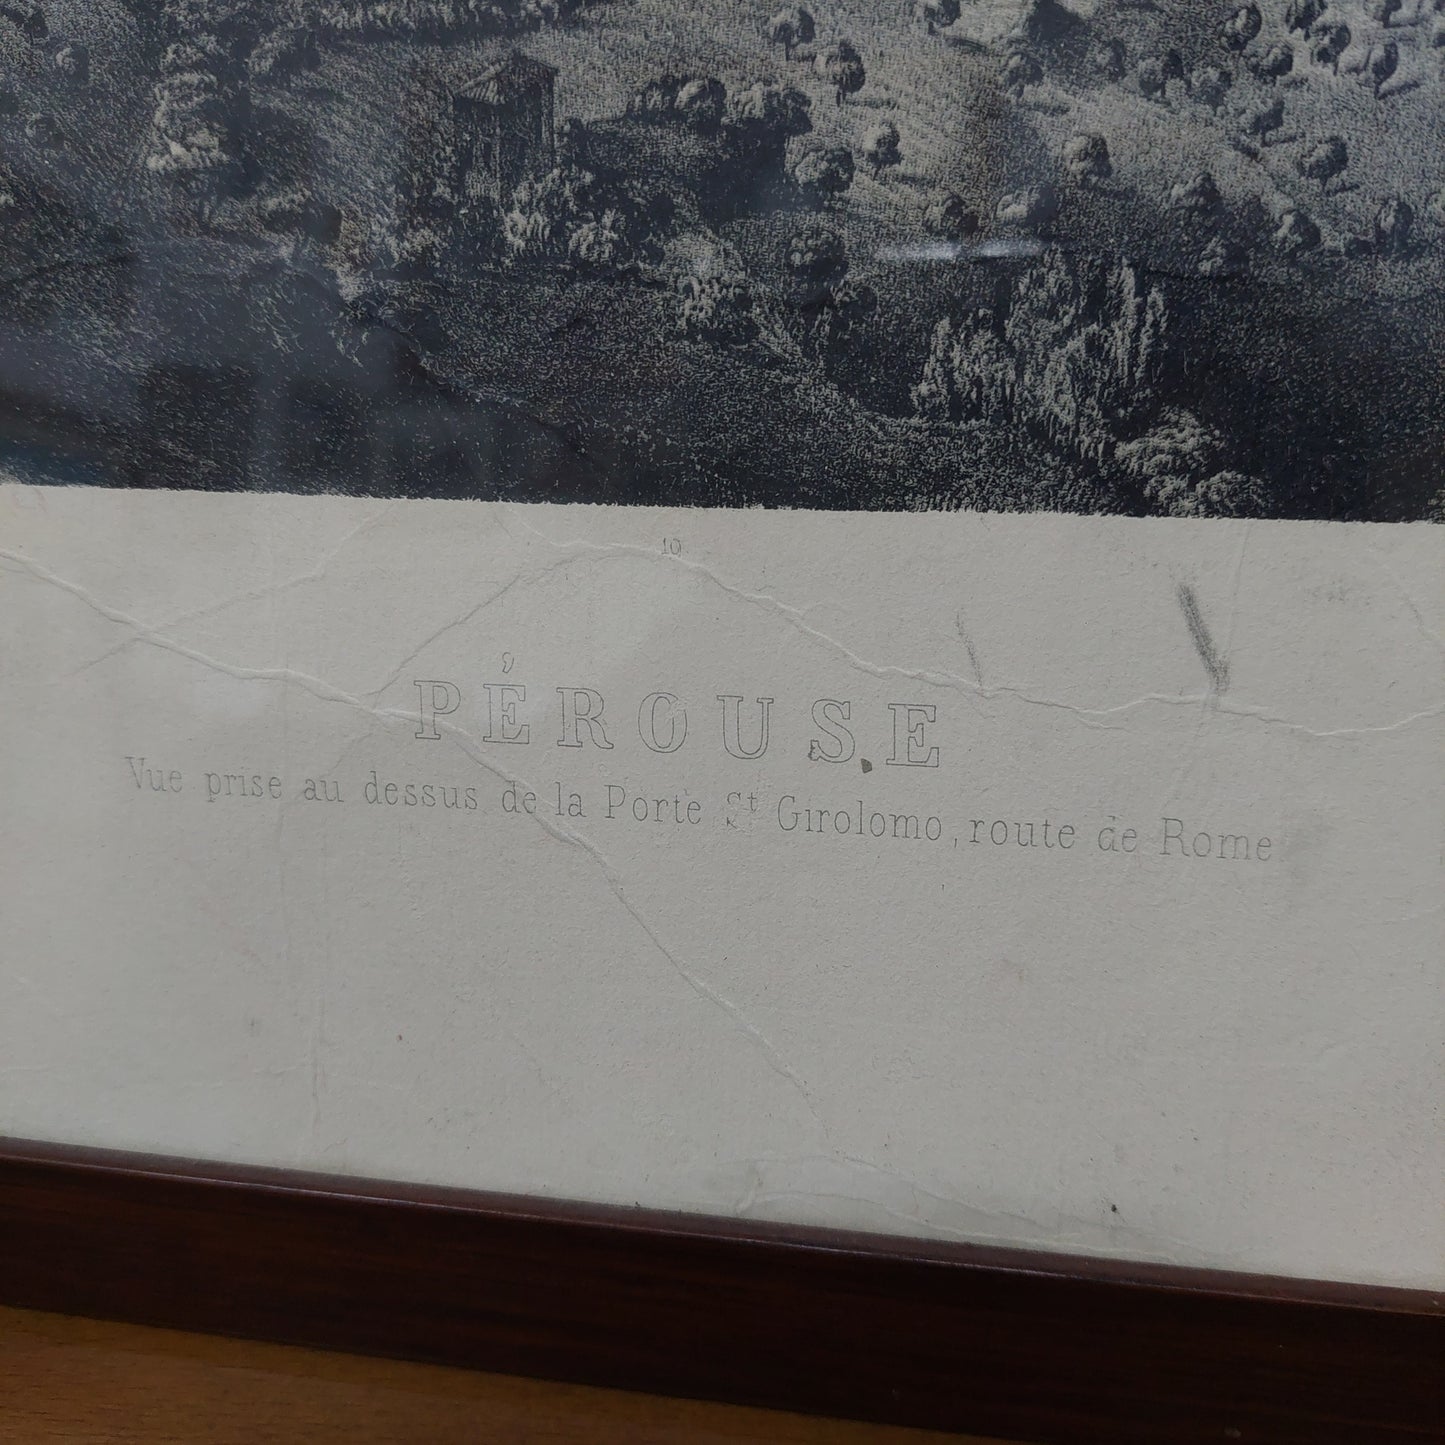 10.
PÉROUSE
Vue prise au dessus de la Porte St Girolomo, route de Rome